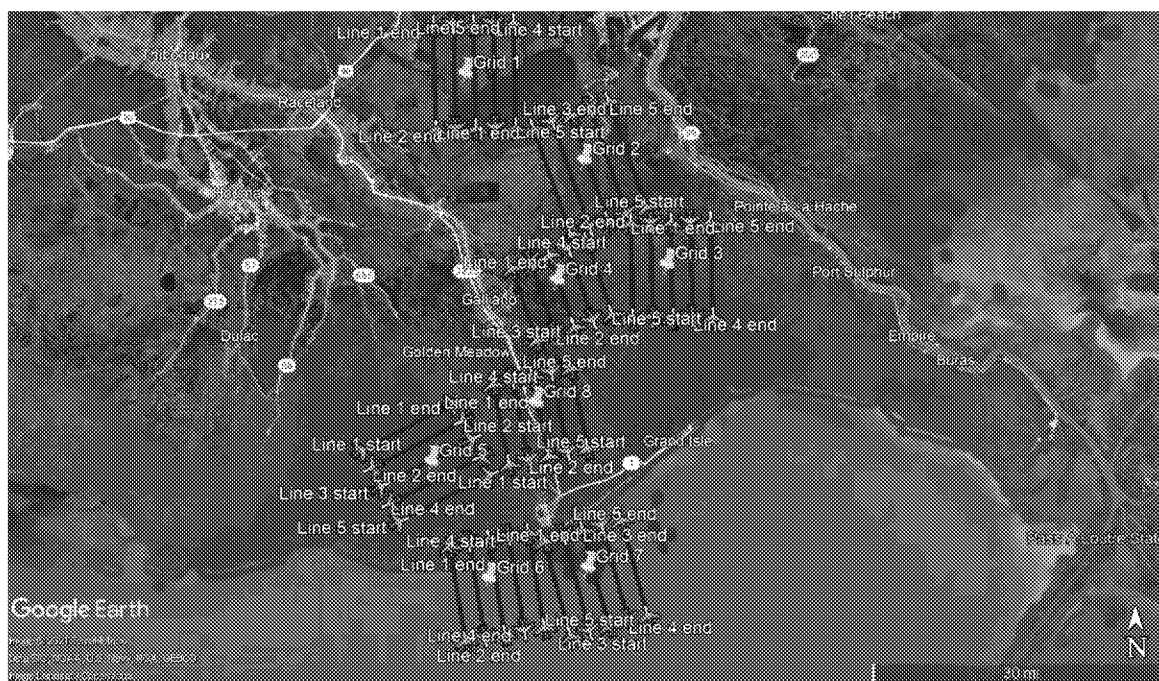 Shell Beach
Line 1 end
Line 5 end
Line 4 start
Grid 1
Raceland
Line 3 end
Line 5 end
Line 2 end
Line 1 end
Line 5 start
Grid 2
Line 5 start
Pointe a la Hache
Line 2 end
Line 1 end
Line 5 end
Line 4 start
Line 1 end
Grid 4
Grid 3
Port Sulphur
Galliano
Line 3 start
Line 5 start
Line 4 end
Line 2 end
Dulac
Empire
Golden Meadow
Line 5 end
Buras
Line 4 start
Grid 8
Line 1 end
Line 1 end
Line 2 start
Line 1 start
Line 5 start
Grand Isle
Grid 5
1
Line 2 end
Line 2 end
Line 1 start
Line 3 start
Line 4 end
Line 5 start
Line 5 end
Line 4 start
Line 1 end
Line 3 end
Line 1 end
Grid 6
Grid 7
Google Earth
Line 5 start
Line 4 end
Line 4 end
Line 3 start
Line 2 end
N